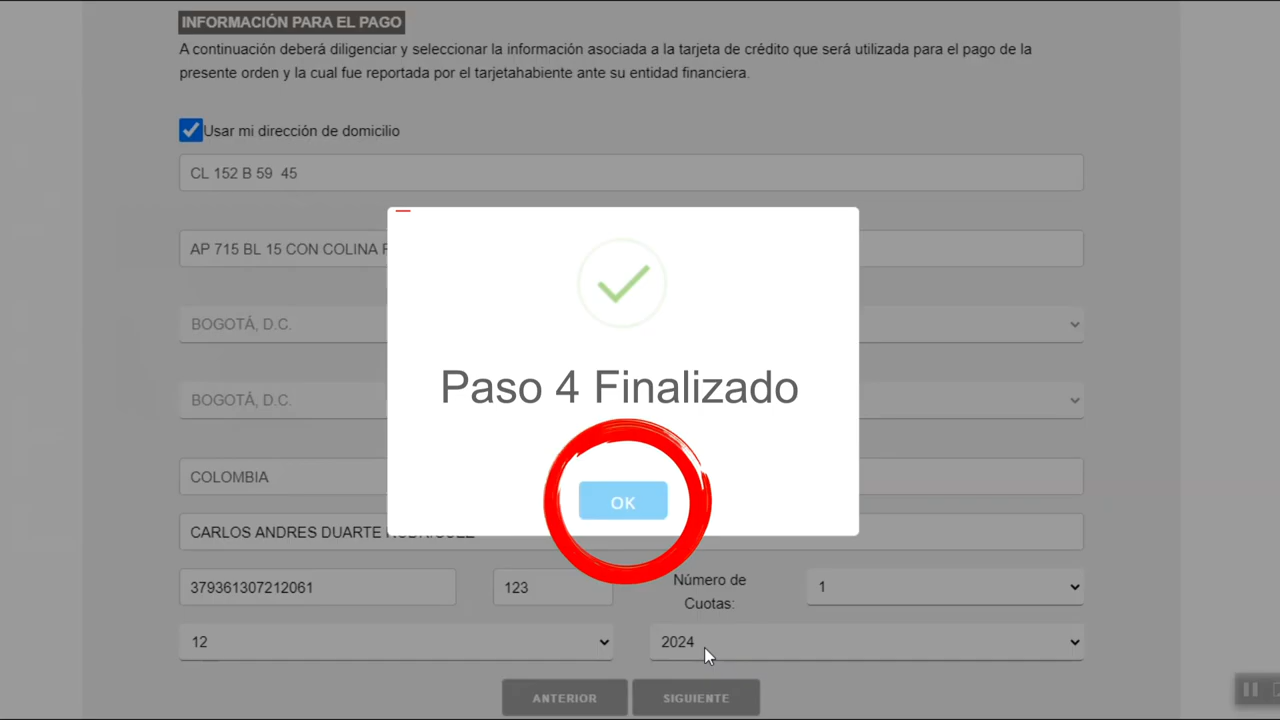 INFORMACIÓN PARA EL PAGO
A continuación deberá diligenciar y seleccionar la información asociada a la tarjeta de crédito que será utilizada para el pago de la
presente orden y la cual fue reportada por el tarjetahabiente ante su entidad financiera.
Usar mi dirección de domicilio
CL 152 B 59 45
AP 715 BL 15 CON COLINA
BOGOTÁ, D.C.
Paso 4 Finalizado
BOGOTÁ, D.C.
COLOMBIA
OK
CARLOS ANDRES DUARTE
379361307212061
123
Número de
Cuotas:
1
12
2024
ANTERIOR
SIGUIENTE